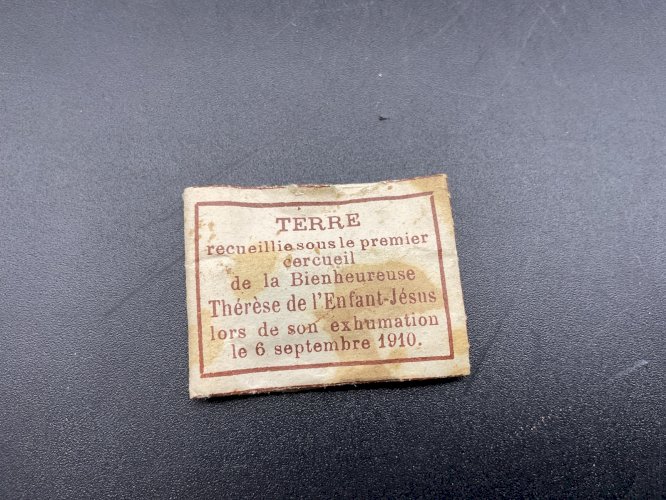 TERRE
recueillie sous le premier
cercueil
de la Bienheureuse
Thérèse de l'Enfant-Jésus
lors de son exhumation
le 6 septembre 1910.